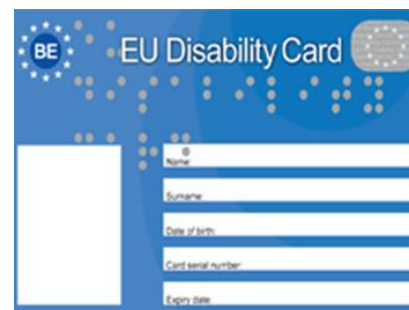 BE
EU Disability Card
Name:
Surname:
Date of birth:
Card serial number:
Expiry date: